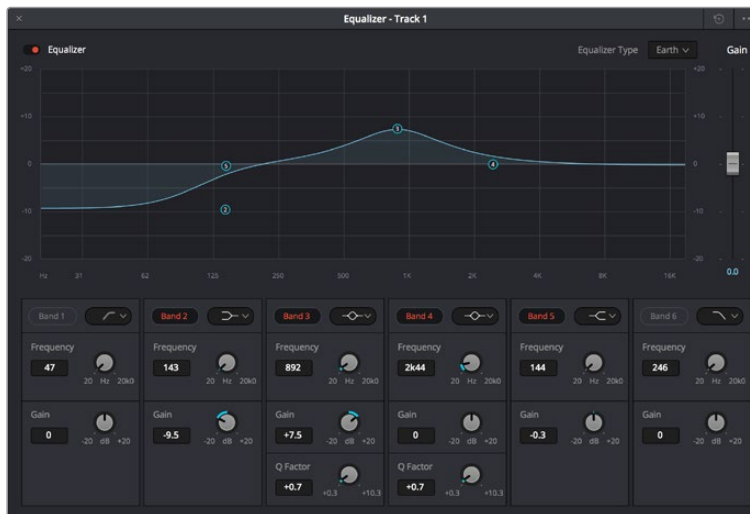 Equalizer - Track 1
Equalizer
Equalizer Type Earth Gain
+20 +20
+10 +10
0 0
-10 -10
-20 -20
Hz 31 62 125 250 500 1K 2K 4K 8K 16K
0.0
5
3
4
2
Band 1 Band 2 Band 3 Band 4 Band 5 Band 6
Frequency Frequency Frequency Frequency Frequency Frequency
47 143 892 2k44 144 246
20 Hz 20k0 20 Hz 20k0 20 Hz 20k0 20 Hz 20k0 20 Hz 20k0 20 Hz 20k0
Gain Gain Gain Gain Gain Gain
0 -9.5 +7.5 0 -0.3 0
-20 dB +20 -20 dB +20 -20 dB +20 -20 dB +20 -20 dB +20 -20 dB +20
Q Factor Q Factor
+0.7 +0.7
+0.3 +10.3 +0.3 +10.3